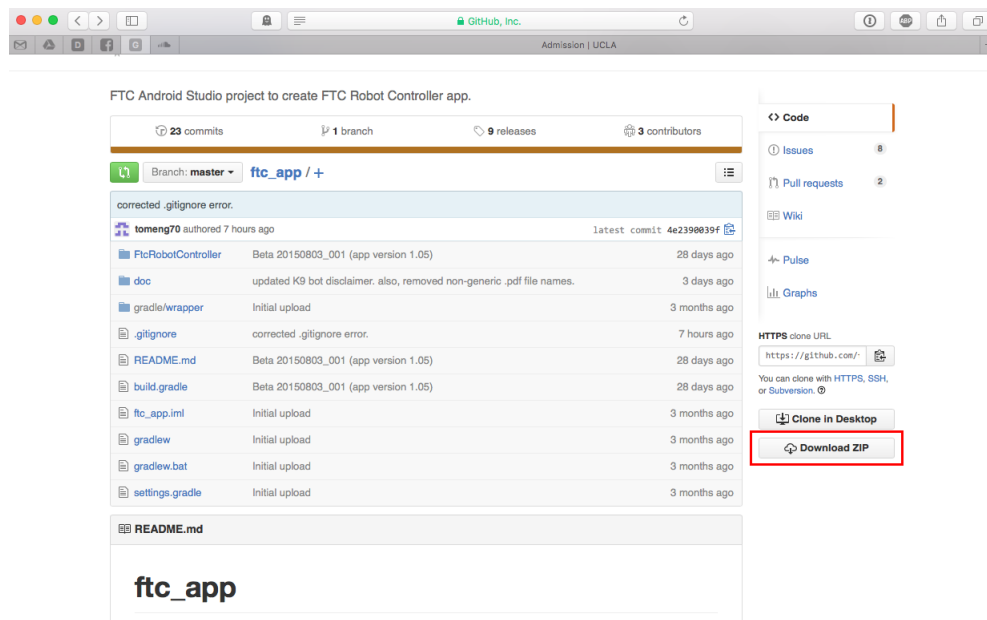 GitHub, Inc.
Admission | UCLA
FTC Android Studio project to create FTC Robot Controller app.
23 commits 1 branch 9 releases 3 contributors
Branch: master ftc_app / +
corrected .gitignore error.
tomeng70 authored 7 hours ago latest commit 4e2390039f
FtcRobotController Beta 20150803_001 (app version 1.05) 28 days ago
doc updated K9 bot disclaimer. also, removed non-generic .pdf file names. 3 days ago
gradle/wrapper Initial upload 3 months ago
.gitignore corrected .gitignore error. 7 hours ago
README.md Beta 20150803_001 (app version 1.05) 28 days ago
build.gradle Beta 20150803_001 (app version 1.05) 28 days ago
ftc_app.iml Initial upload 3 months ago
gradlew Initial upload 3 months ago
gradlew.bat Initial upload 3 months ago
settings.gradle Initial upload 3 months ago
README.md
ftc_app
Code
Issues 8
Pull requests 2
Wiki
Pulse
Graphs
HTTPS clone URL
https://github.com/
You can clone with HTTPS, SSH,
or Subversion.
Clone in Desktop
Download ZIP